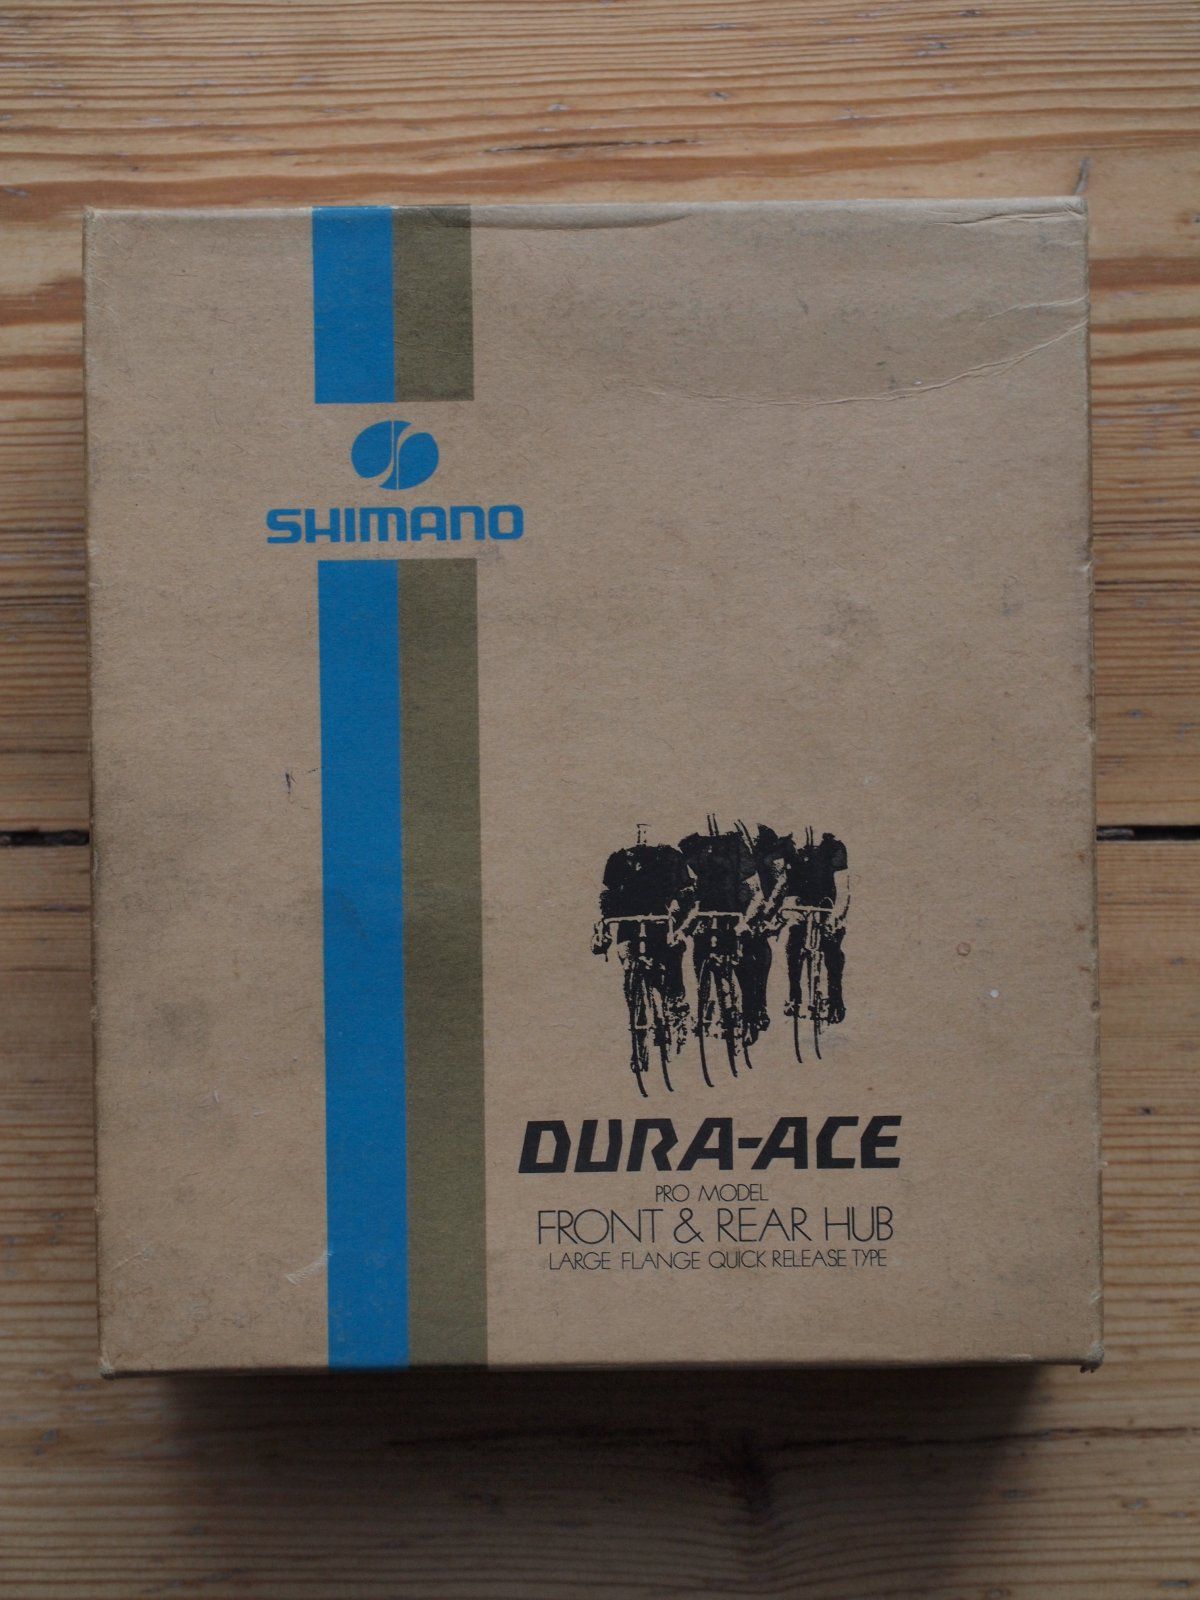 SHIMANO
DURA-ACE
PRO MODEL
FRONT & REAR HUB
LARGE FLANGE QUICK RELEASE TYPE